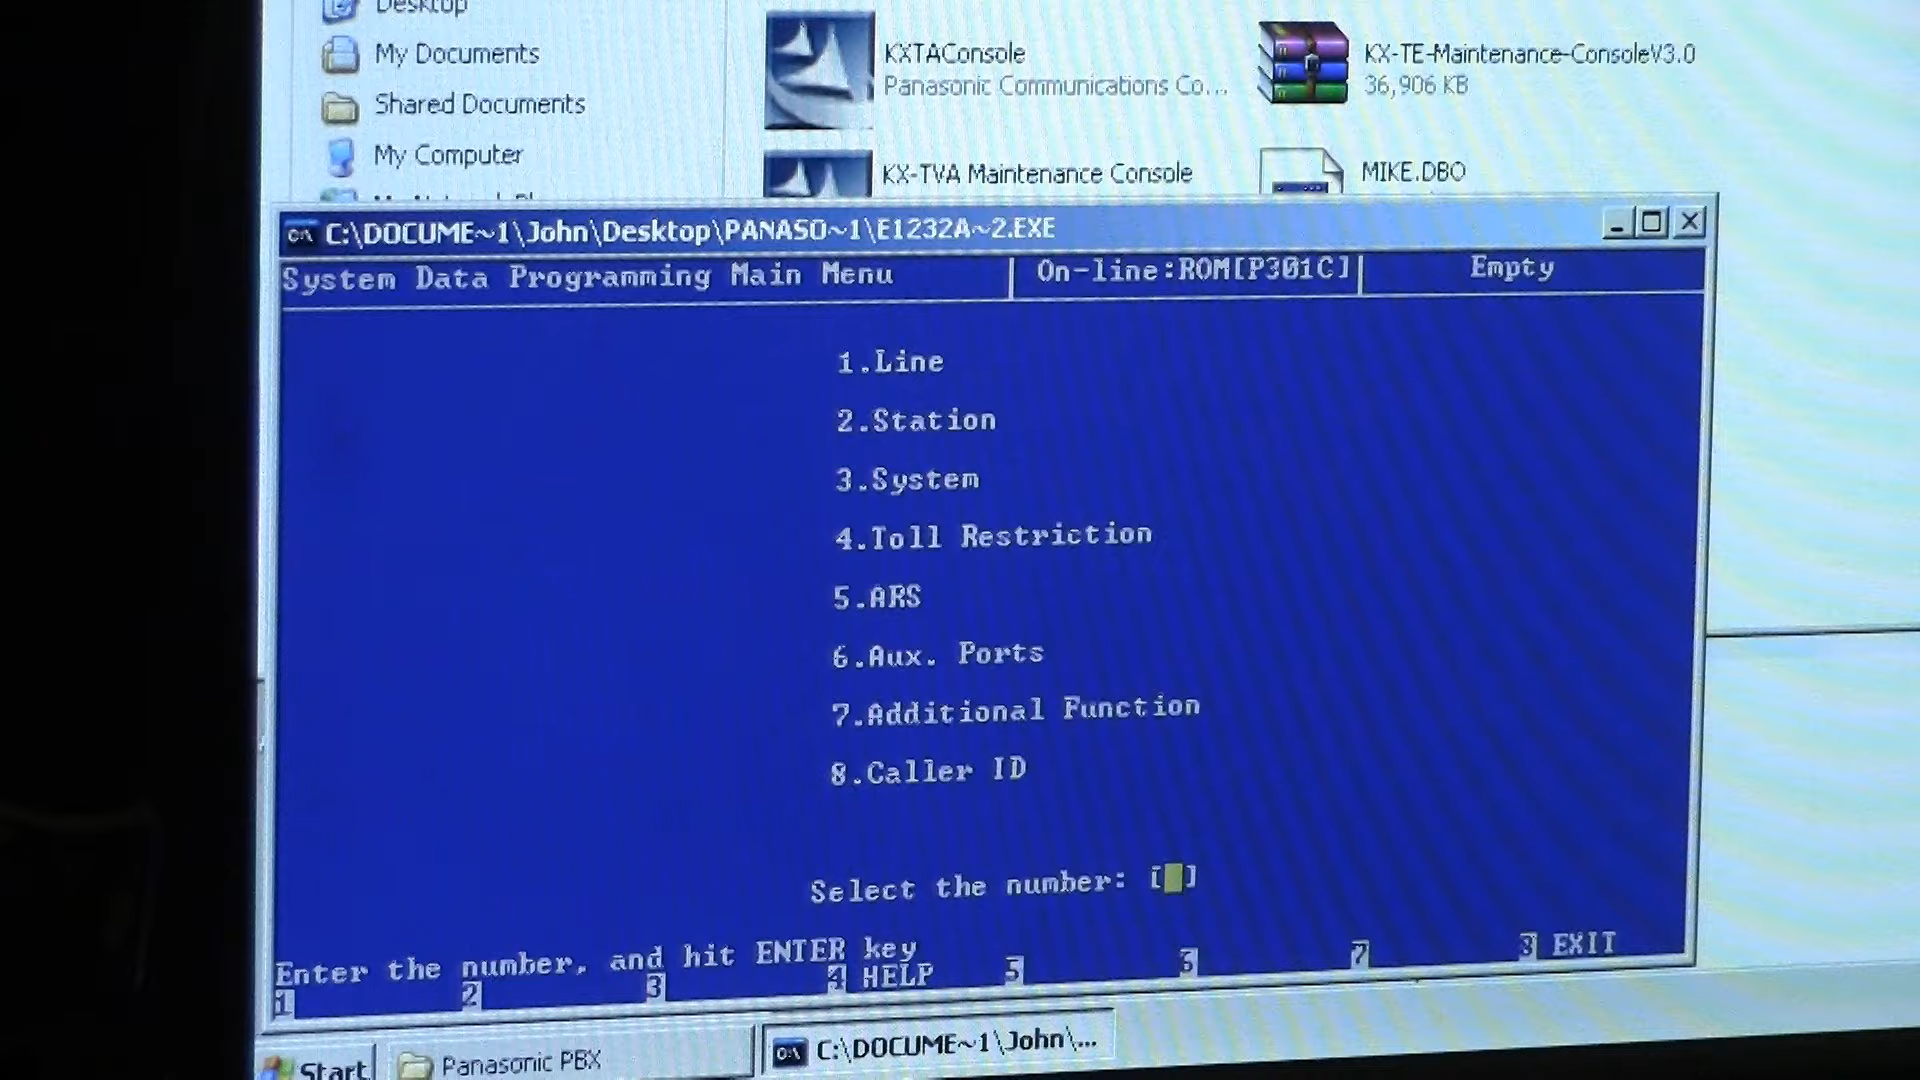 Desktop
My Documents
Shared Documents
My Computer
KXTAConsole
Panasonic Communications Co...
KX-TE-Maintenance-ConsoleV3.0
36,906 KB
KX-TVA Maintenance Console
MIKE.DBO
C:\DOCUME~1\John\Desktop\PANASO~1\E1232A~2.EXE
System Data Programming Main Menu
On-line:ROM[P301C]
Empty
1.Line
2.Station
3.System
4.Toll Restriction
5.ARS
6.Aux. Ports
7.Additional Function
8.Caller ID
Select the number: [ ]
Enter the number, and hit ENTER key
1 2 3 4 HELP 5 6 7 8 EXIT
Start
Panasonic PBX
C:\DOCUME~1\John\...